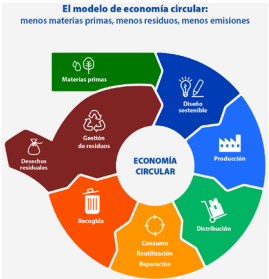 El modelo de economía circular:
menos materias primas, menos residuos, menos emisiones
Materias primas
Diseño
sostenible
Producción
Distribución
Consumo
Reutilización
Reparación
Recogida
Gestión
de residuos
Desechos
residuales
ECONOMÍA
CIRCULAR